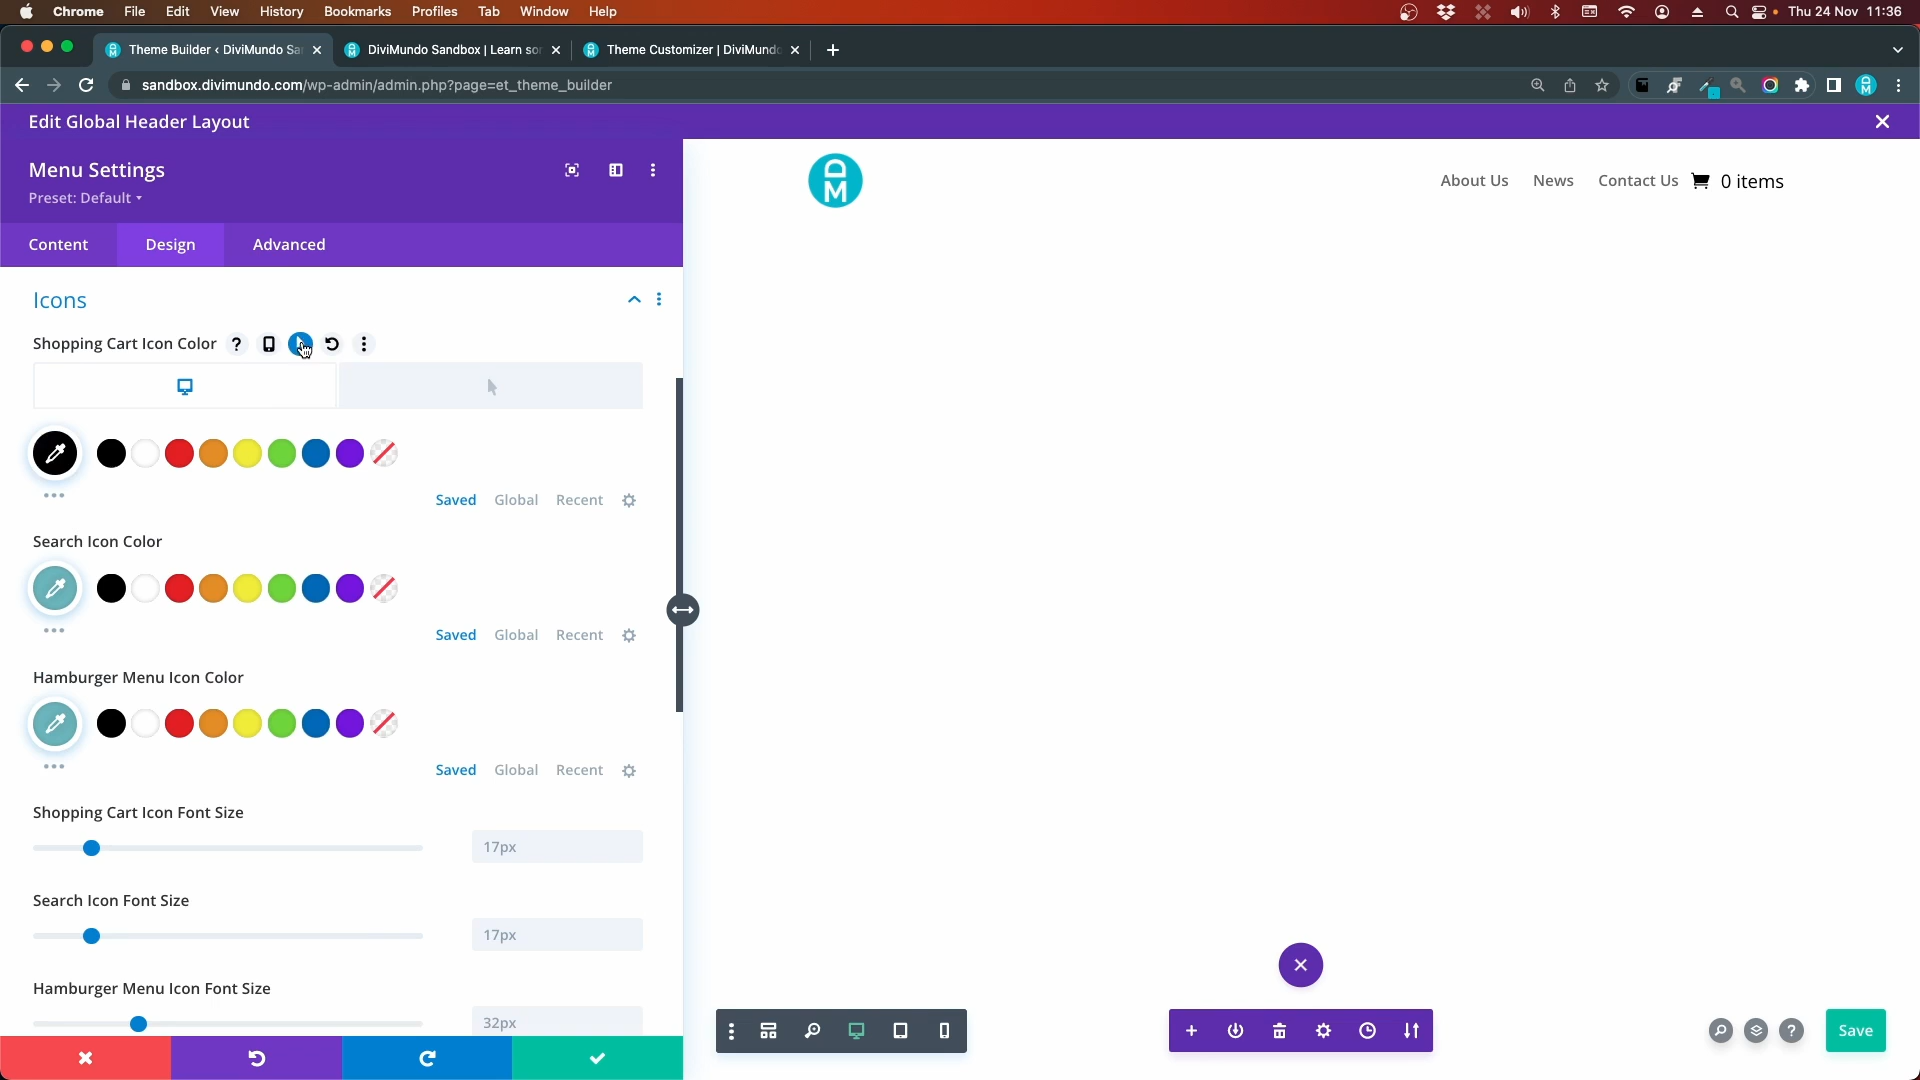 Chrome File Edit View History Bookmarks Profiles Tab Window Help Thu 24 Nov 11:36
Theme Builder ‹ DiviMundo Sa DiviMundo Sandbox | Learn so Theme Customizer | DiviMund
sandbox.divimundo.com/wp-admin/admin.php?page=et_theme_builder
Edit Global Header Layout
Menu Settings
Preset: Default
About Us News Contact Us 0 items
Content Design Advanced
Icons
Shopping Cart Icon Color ?
Saved Global Recent
Search Icon Color
Saved Global Recent
Hamburger Menu Icon Color
Saved Global Recent
Shopping Cart Icon Font Size
17px
Search Icon Font Size
17px
Hamburger Menu Icon Font Size
32px
? Save